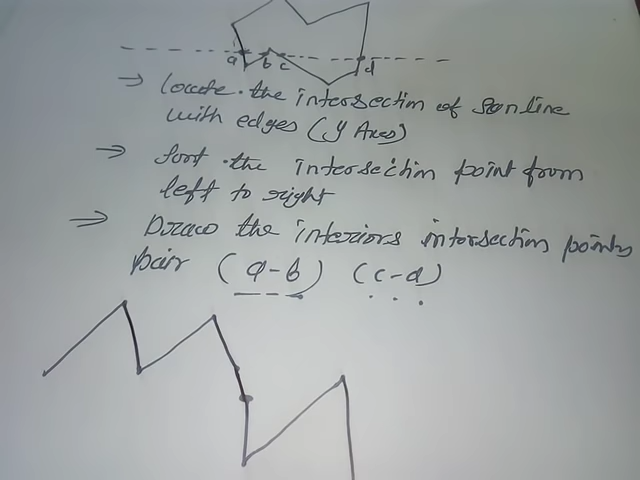 a b c d
→ locate the intersection of scanline
with edges (y Axes)
→ Sort the intersection point from
left to right
⇒ Draw the interiors intersection points
pair (a-b) (c-d)